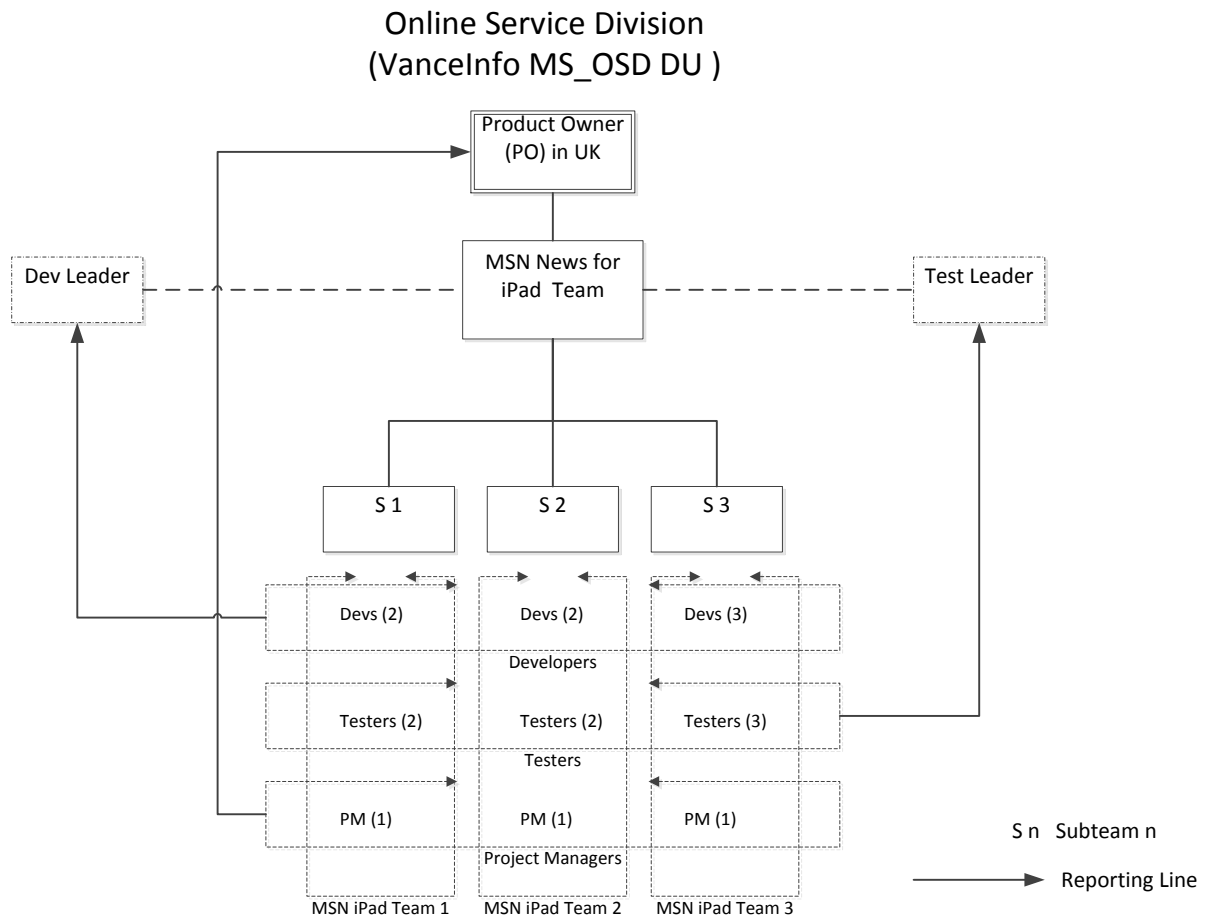 Online Service Division
(VanceInfo MS_OSD DU )
Product Owner
(PO) in UK
Dev Leader
MSN News for
iPad Team
Test Leader
S 1
S 2
S 3
Devs (2)
Devs (2)
Devs (3)
Developers
Testers (2)
Testers (2)
Testers (3)
Testers
PM (1)
PM (1)
PM (1)
Project Managers
S n Subteam n
Reporting Line
MSN iPad Team 1
MSN iPad Team 2
MSN iPad Team 3